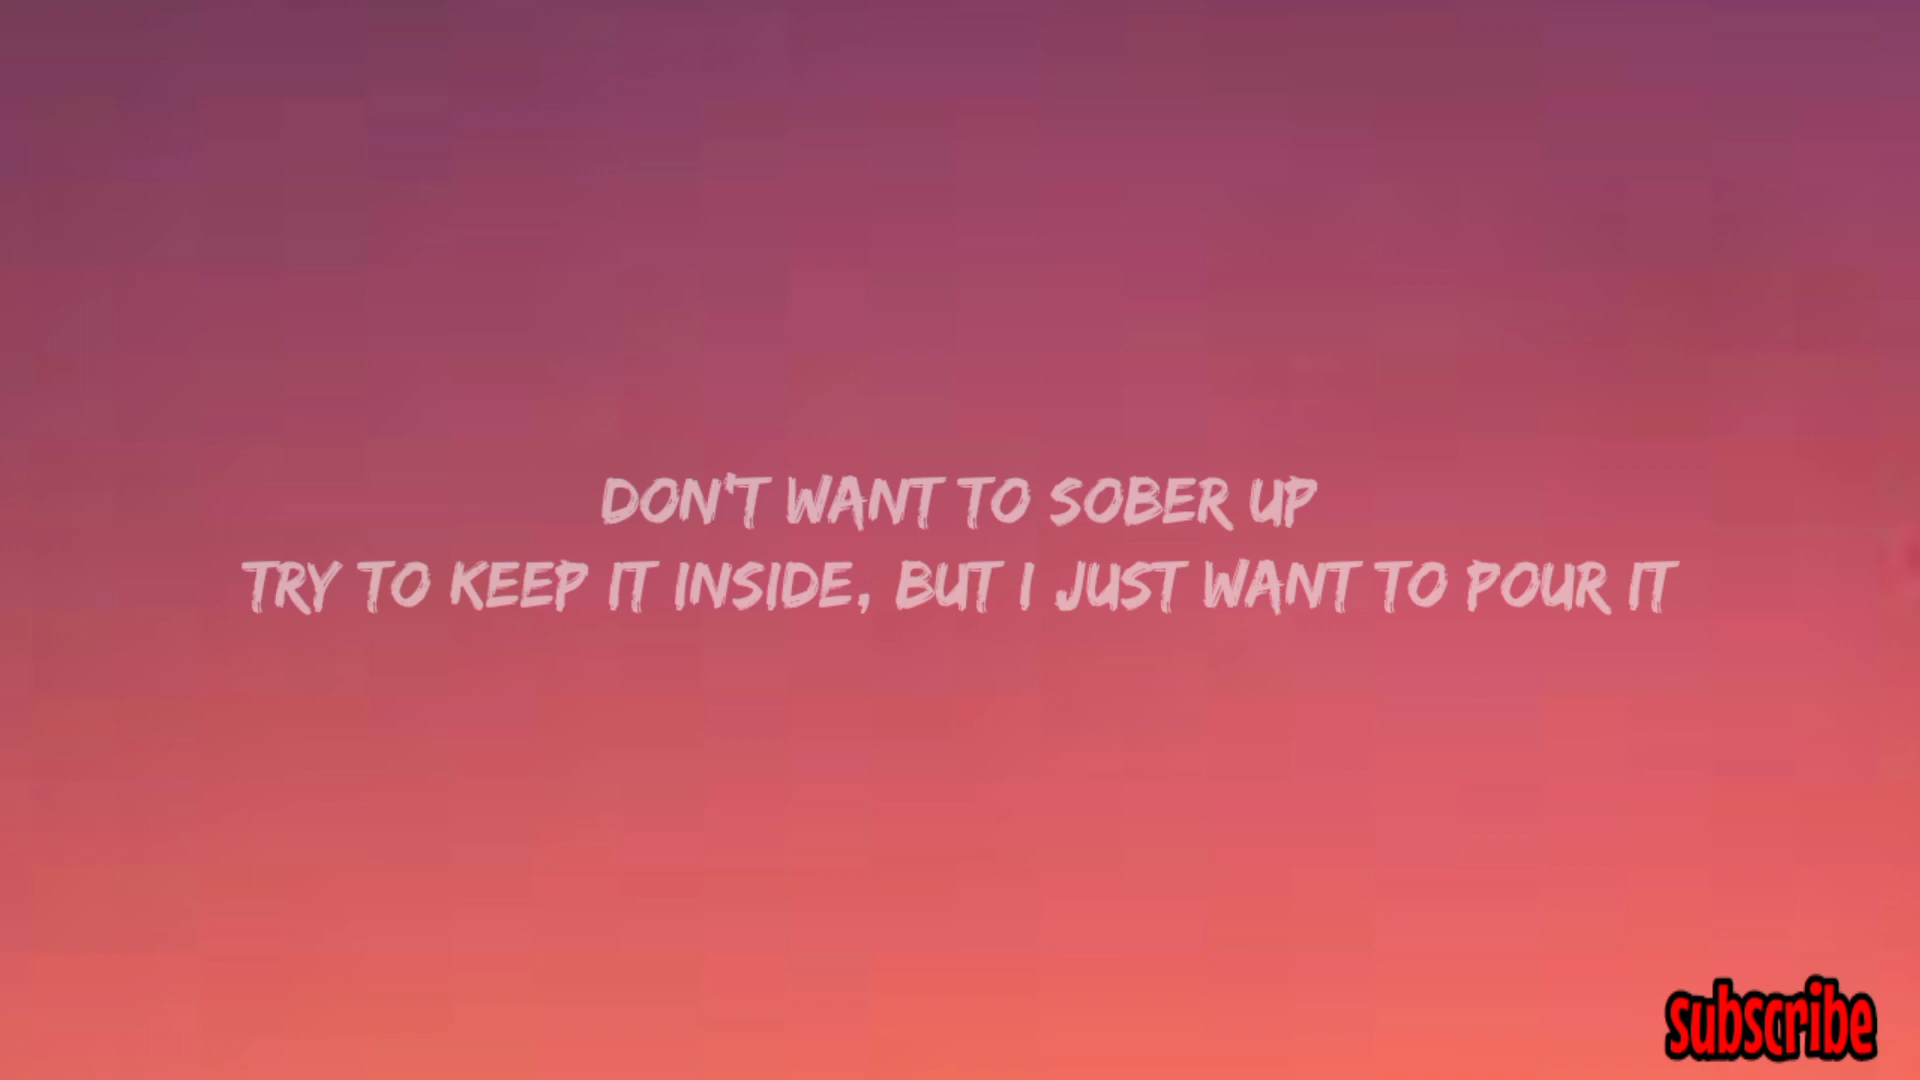 DON'T WANT TO SOBER UP
TRY TO KEEP IT INSIDE, BUT I JUST WANT TO POUR IT
subscribe